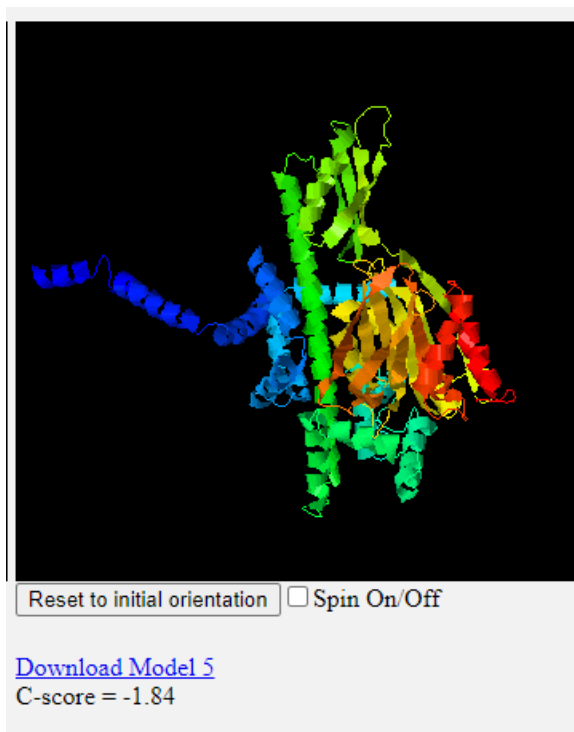 Reset to initial orientation Spin On/Off
Download Model 5
C-score = -1.84